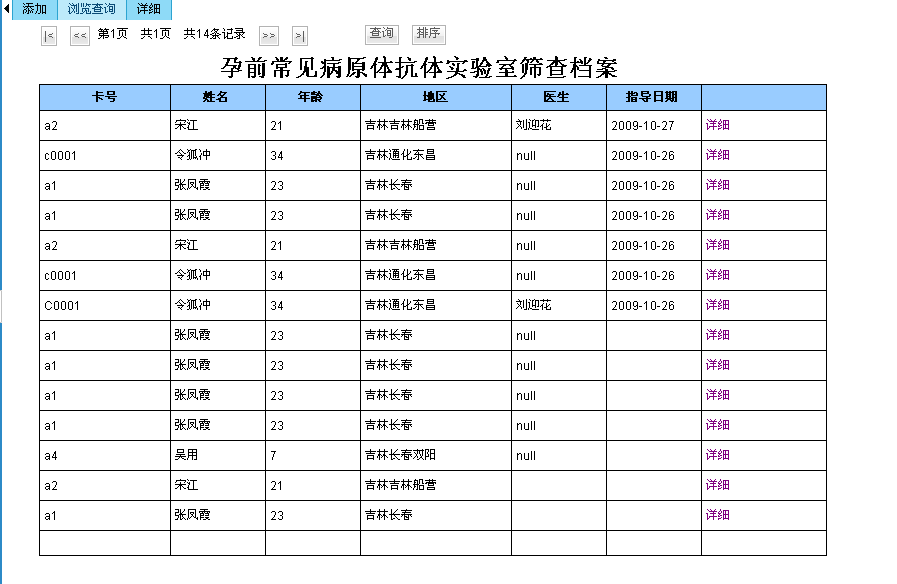 添加 浏览查询 详细
|< << 第1页 共1页 共14条记录 >> >| 查询 排序
孕前常见病原体抗体实验室筛查档案
卡号 姓名 年龄 地区 医生 指导日期
a2 宋江 21 吉林吉林船营 刘迎花 2009-10-27 详细
c0001 令狐冲 34 吉林通化东昌 null 2009-10-26 详细
a1 张凤霞 23 吉林长春 null 2009-10-26 详细
a1 张凤霞 23 吉林长春 null 2009-10-26 详细
a2 宋江 21 吉林吉林船营 null 2009-10-26 详细
c0001 令狐冲 34 吉林通化东昌 null 2009-10-26 详细
C0001 令狐冲 34 吉林通化东昌 刘迎花 2009-10-26 详细
a1 张凤霞 23 吉林长春 null 详细
a1 张凤霞 23 吉林长春 null 详细
a1 张凤霞 23 吉林长春 null 详细
a1 张凤霞 23 吉林长春 null 详细
a4 吴用 7 吉林长春双阳 null 详细
a2 宋江 21 吉林吉林船营 详细
a1 张凤霞 23 吉林长春 详细